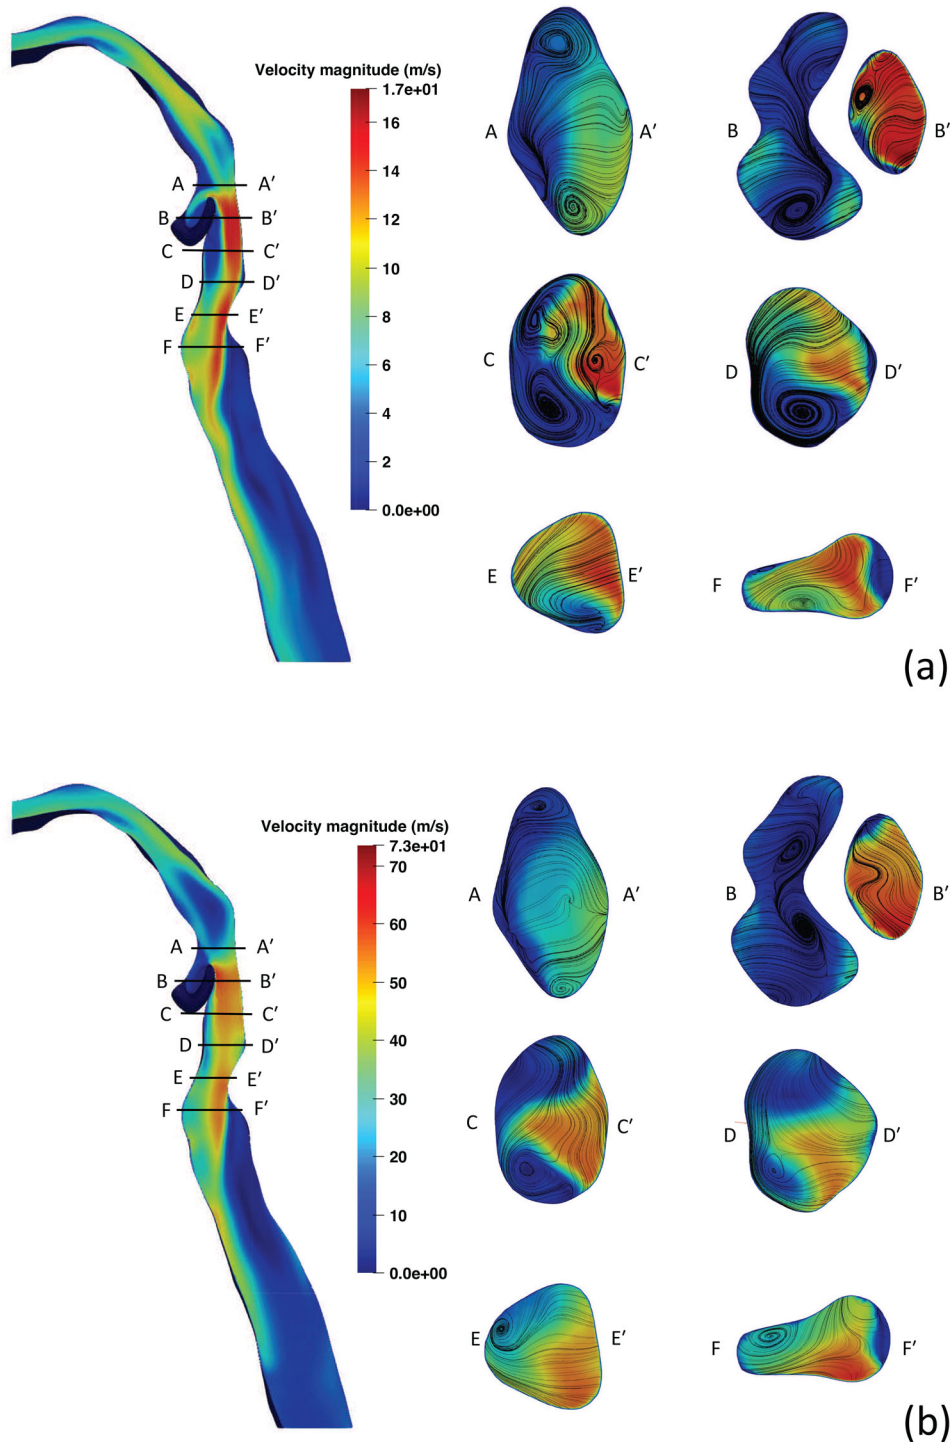 Velocity magnitude (m/s)
1.7e+01
16
14
12
10
8
6
4
2
0.0e+00
A A′
B B′
C C′
D D′
E E′
F F′
A A′
B B′
C C′
D D′
E E′
F F′
(a)
Velocity magnitude (m/s)
7.3e+01
70
60
50
40
30
20
10
0.0e+00
A A′
B B′
C C′
D D′
E E′
F F′
A A′
B B′
C C′
D D′
E E′
F F′
(b)